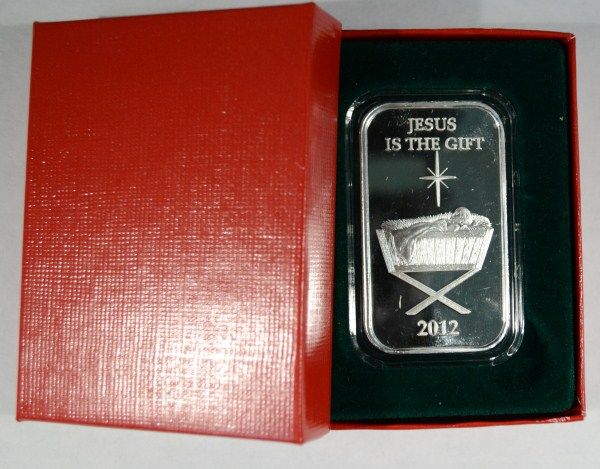 JESUS
IS THE GIFT
2012